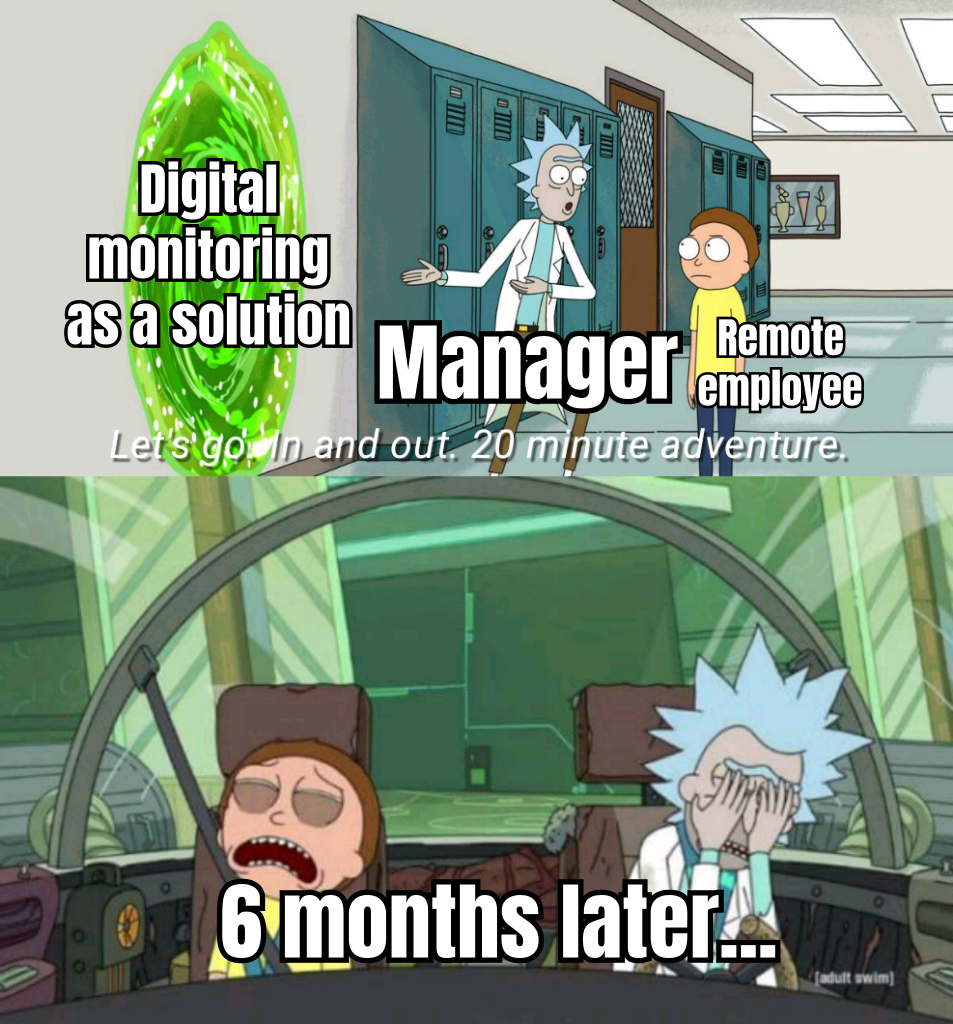 Digital
monitoring
as a solution
Manager
Remote
employee
Let's go. In and out. 20 minute adventure.
6 months later...
[adult swim]